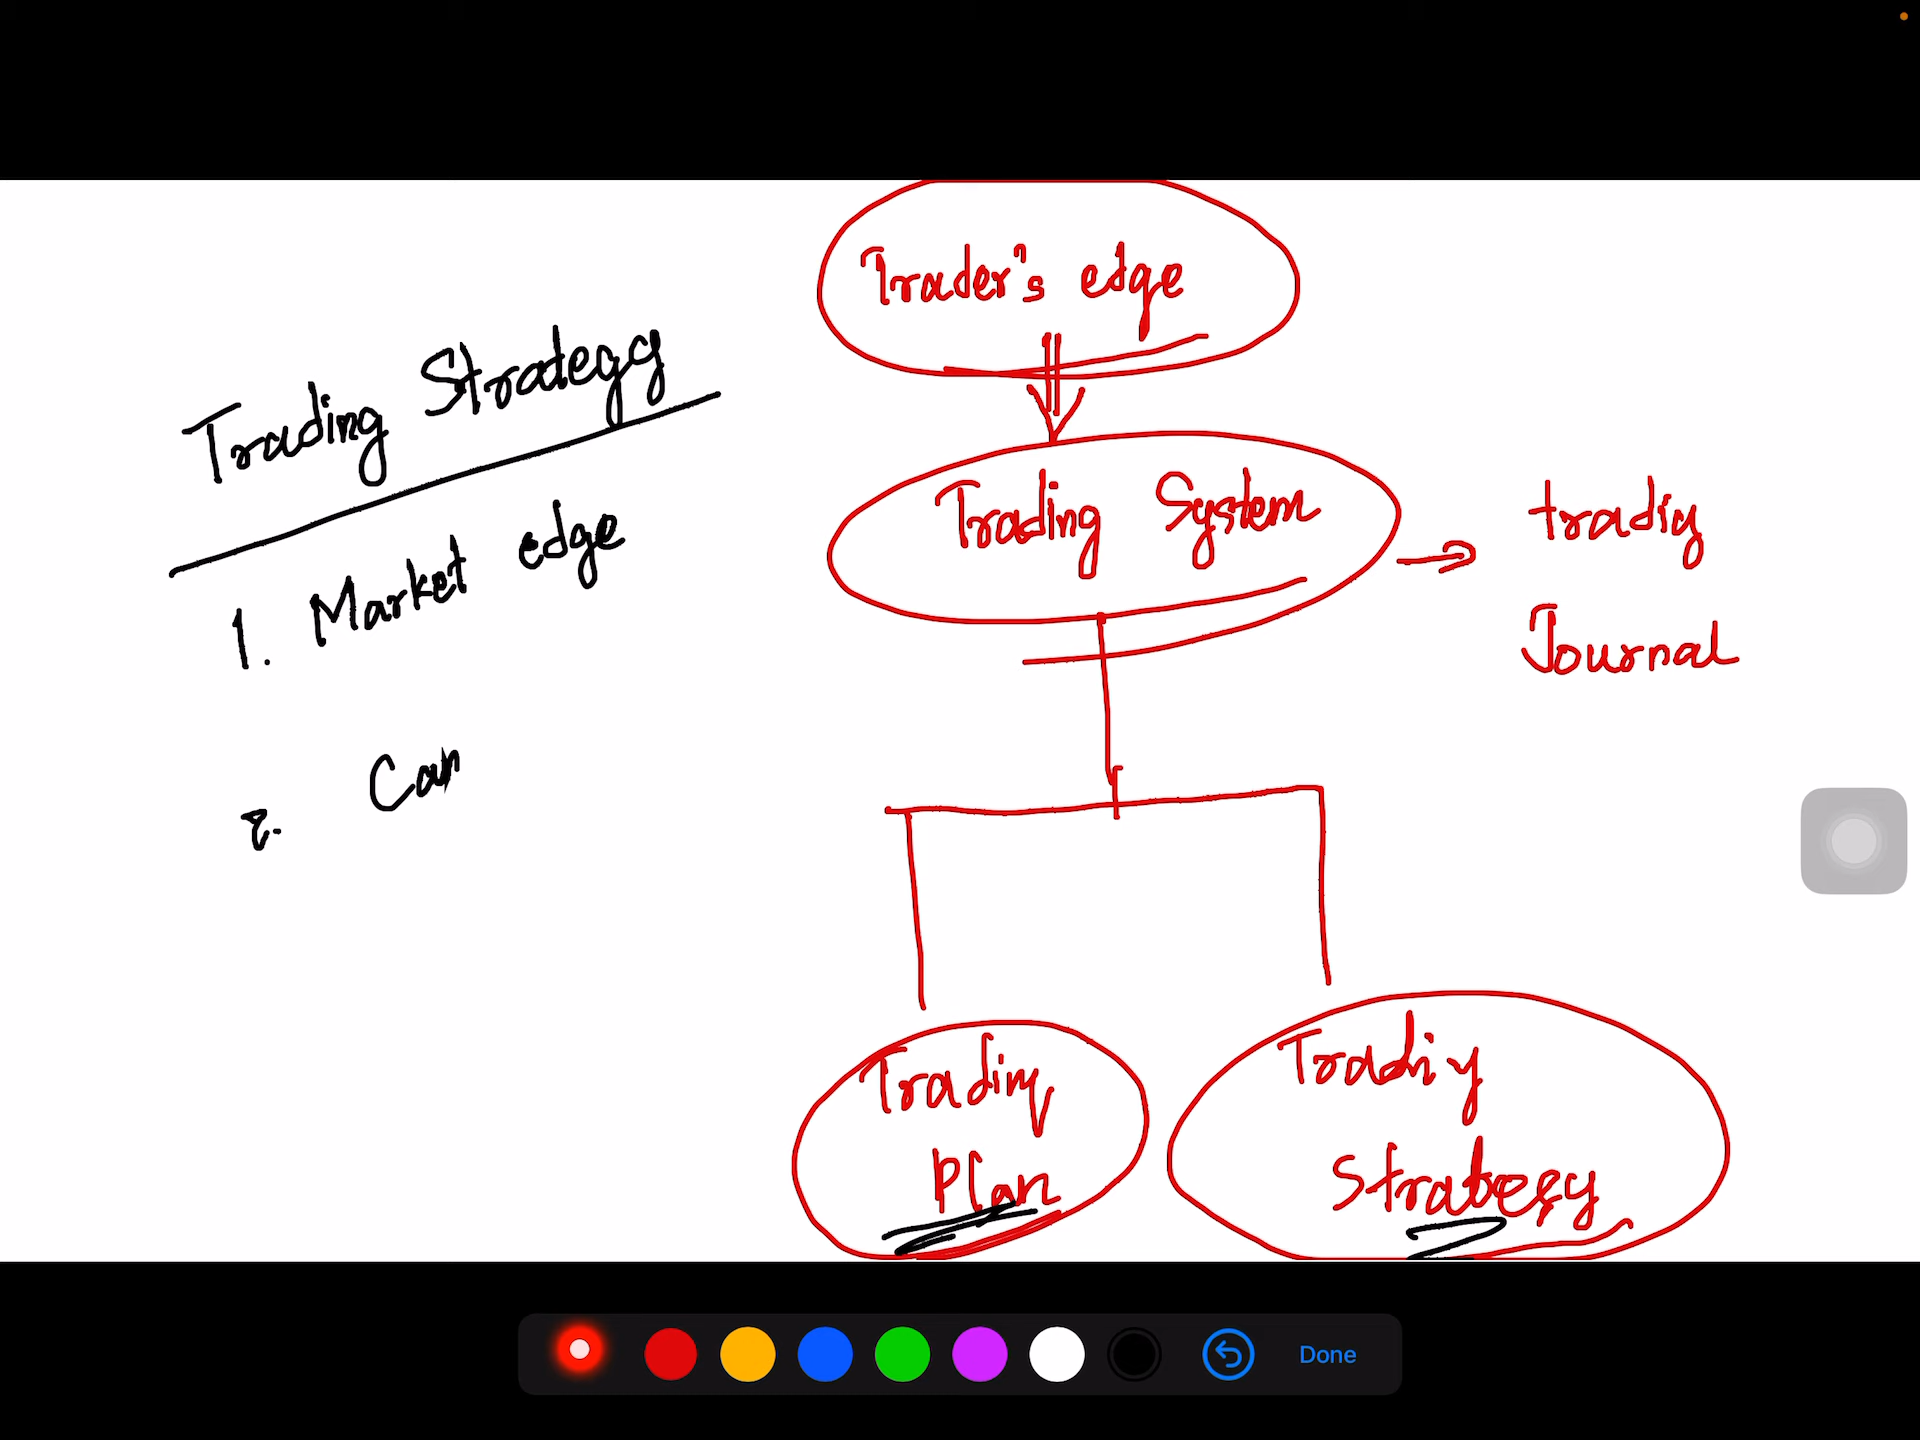 Trader's edge
Trading Strategy
Trading System
trading
Journal
1. Market edge
2. Can
Trading
Plan
Trading
Strategy
Done